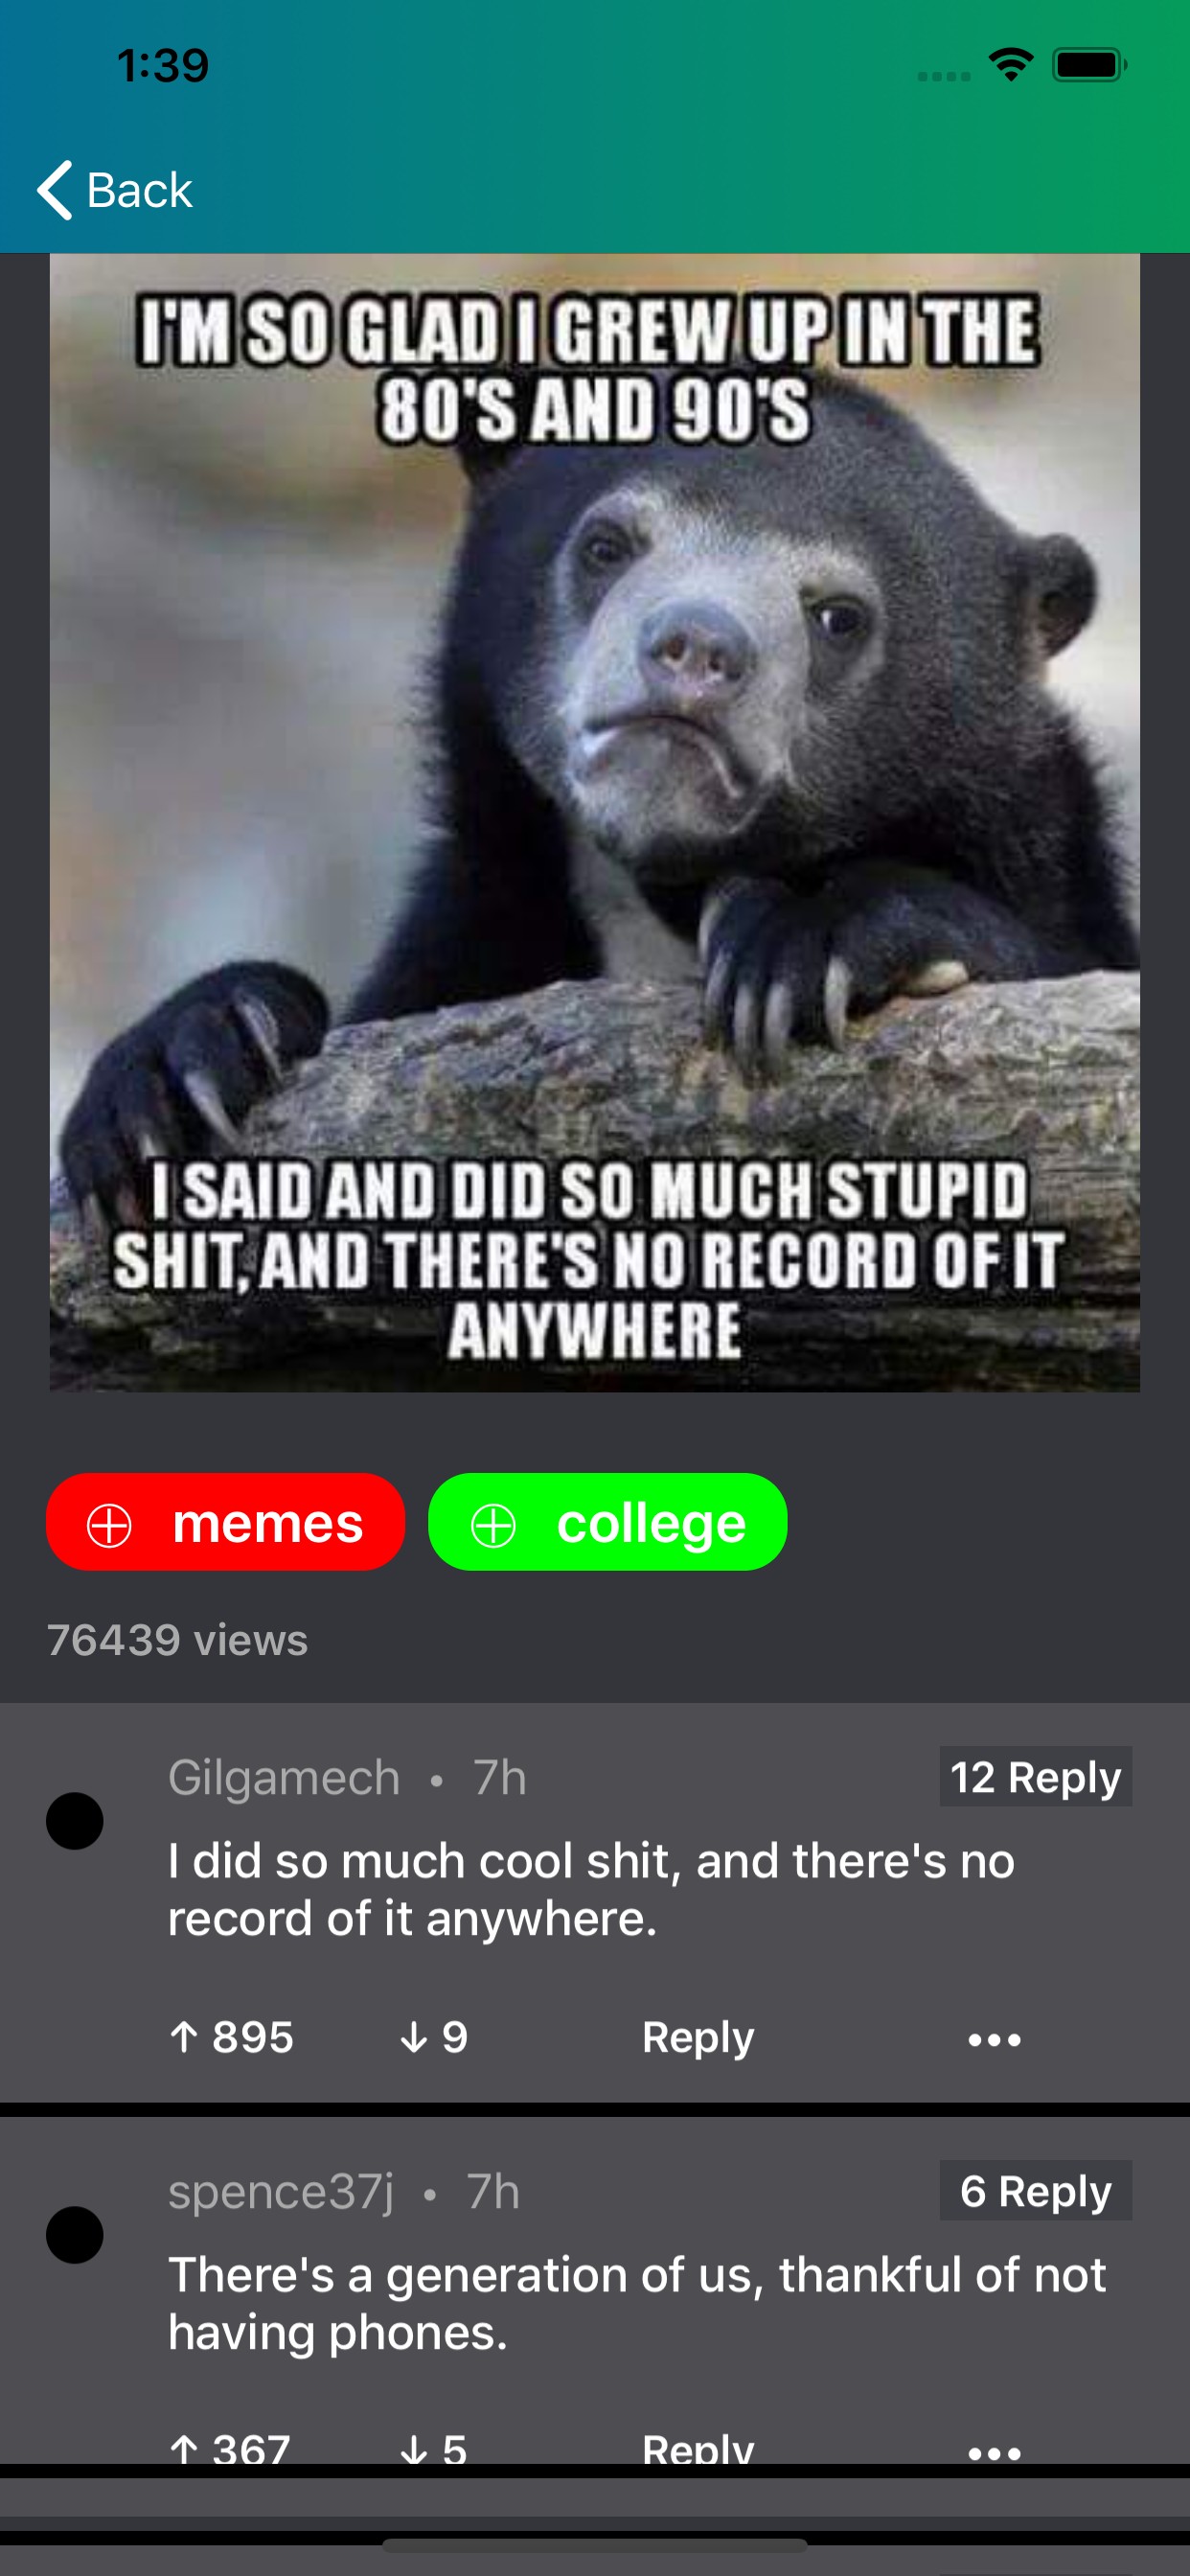 1:39
Back
I'M SO GLAD I GREW UP IN THE
80'S AND 90'S
I SAID AND DID SO MUCH STUPID
SHIT, AND THERE'S NO RECORD OF IT
ANYWHERE
memes college
76439 views
Gilgamech • 7h 12 Reply
I did so much cool shit, and there's no
record of it anywhere.
↑ 895 ↓ 9 Reply •••
spence37j • 7h 6 Reply
There's a generation of us, thankful of not
having phones.
↑ 367 ↓ 5 Reply •••